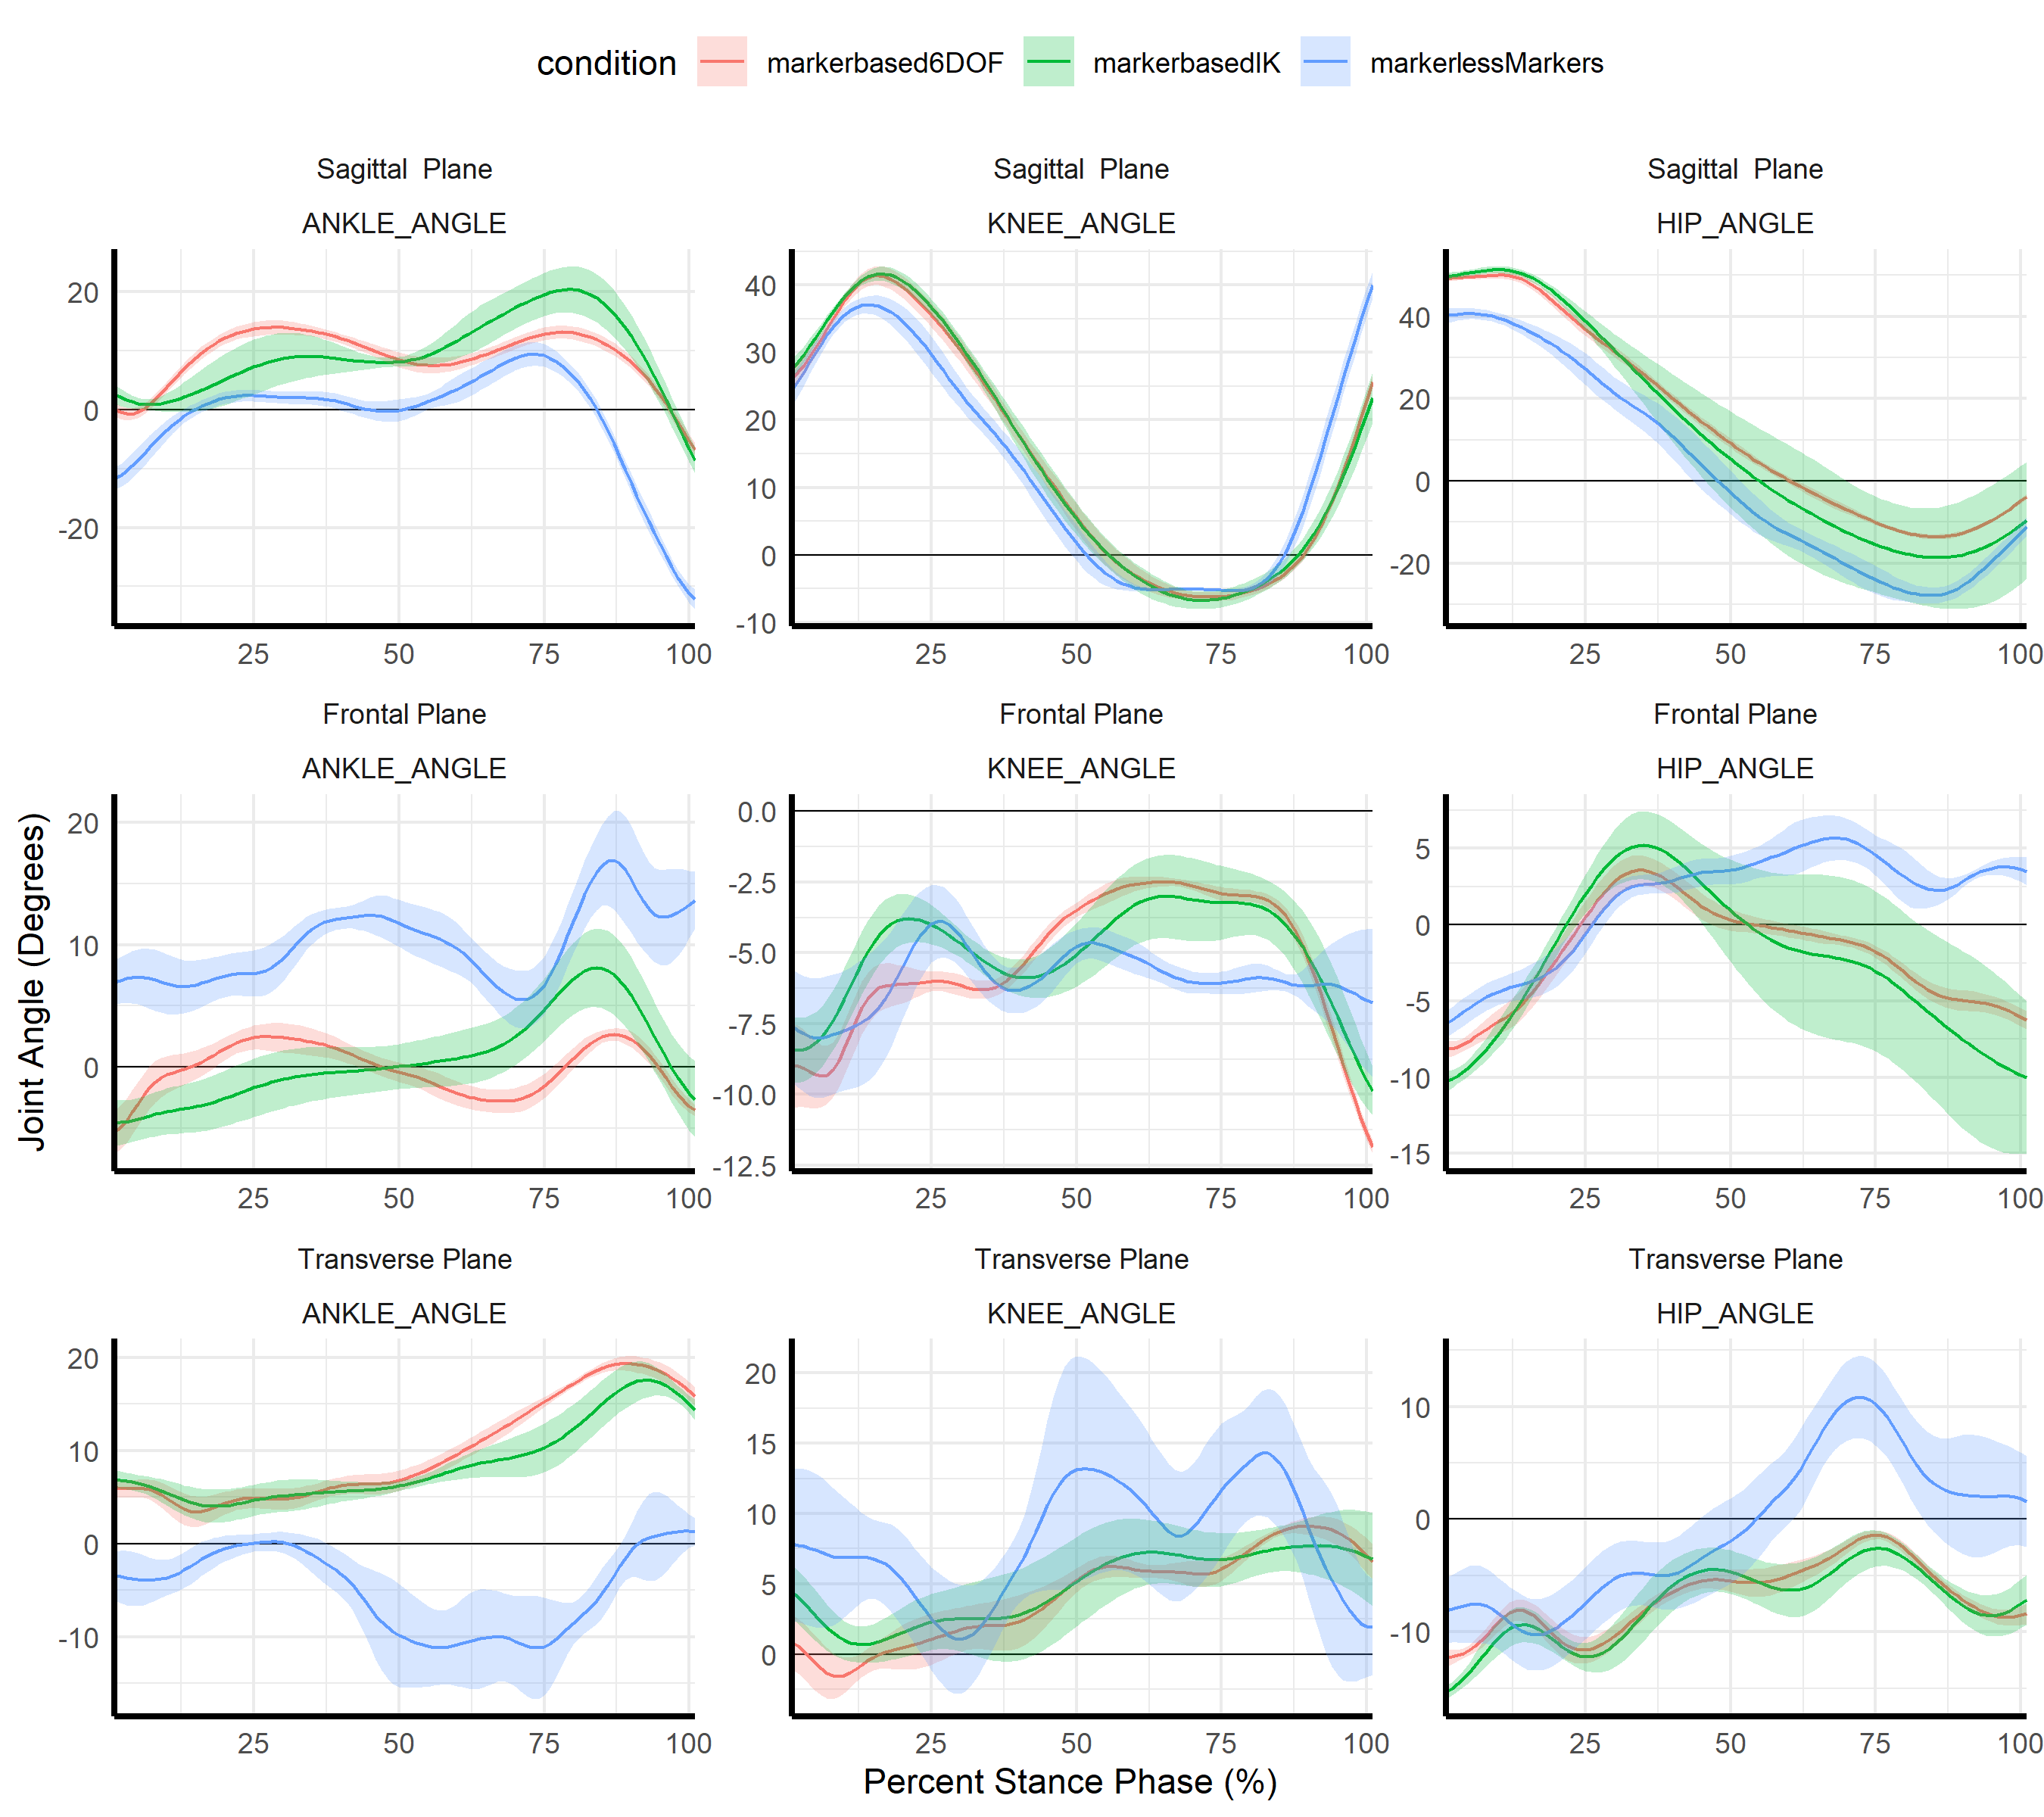 condition markerbased6DOF markerbasedIK markerlessMarkers
Sagittal  Plane Sagittal  Plane Sagittal  Plane
ANKLE_ANGLE KNEE_ANGLE HIP_ANGLE
20
0
-20
25 50 75 100
40
30
20
10
0
-10
25 50 75 100
40
20
0
-20
25 50 75 100
Frontal Plane Frontal Plane Frontal Plane
ANKLE_ANGLE KNEE_ANGLE HIP_ANGLE
Joint Angle (Degrees)
20
10
0
25 50 75 100
0.0
-2.5
-5.0
-7.5
-10.0
-12.5
25 50 75 100
5
0
-5
-10
-15
25 50 75 100
Transverse Plane Transverse Plane Transverse Plane
ANKLE_ANGLE KNEE_ANGLE HIP_ANGLE
20
10
0
-10
25 50 75 100
20
15
10
5
0
25 50 75 100
10
0
-10
25 50 75 100
Percent Stance Phase (%)